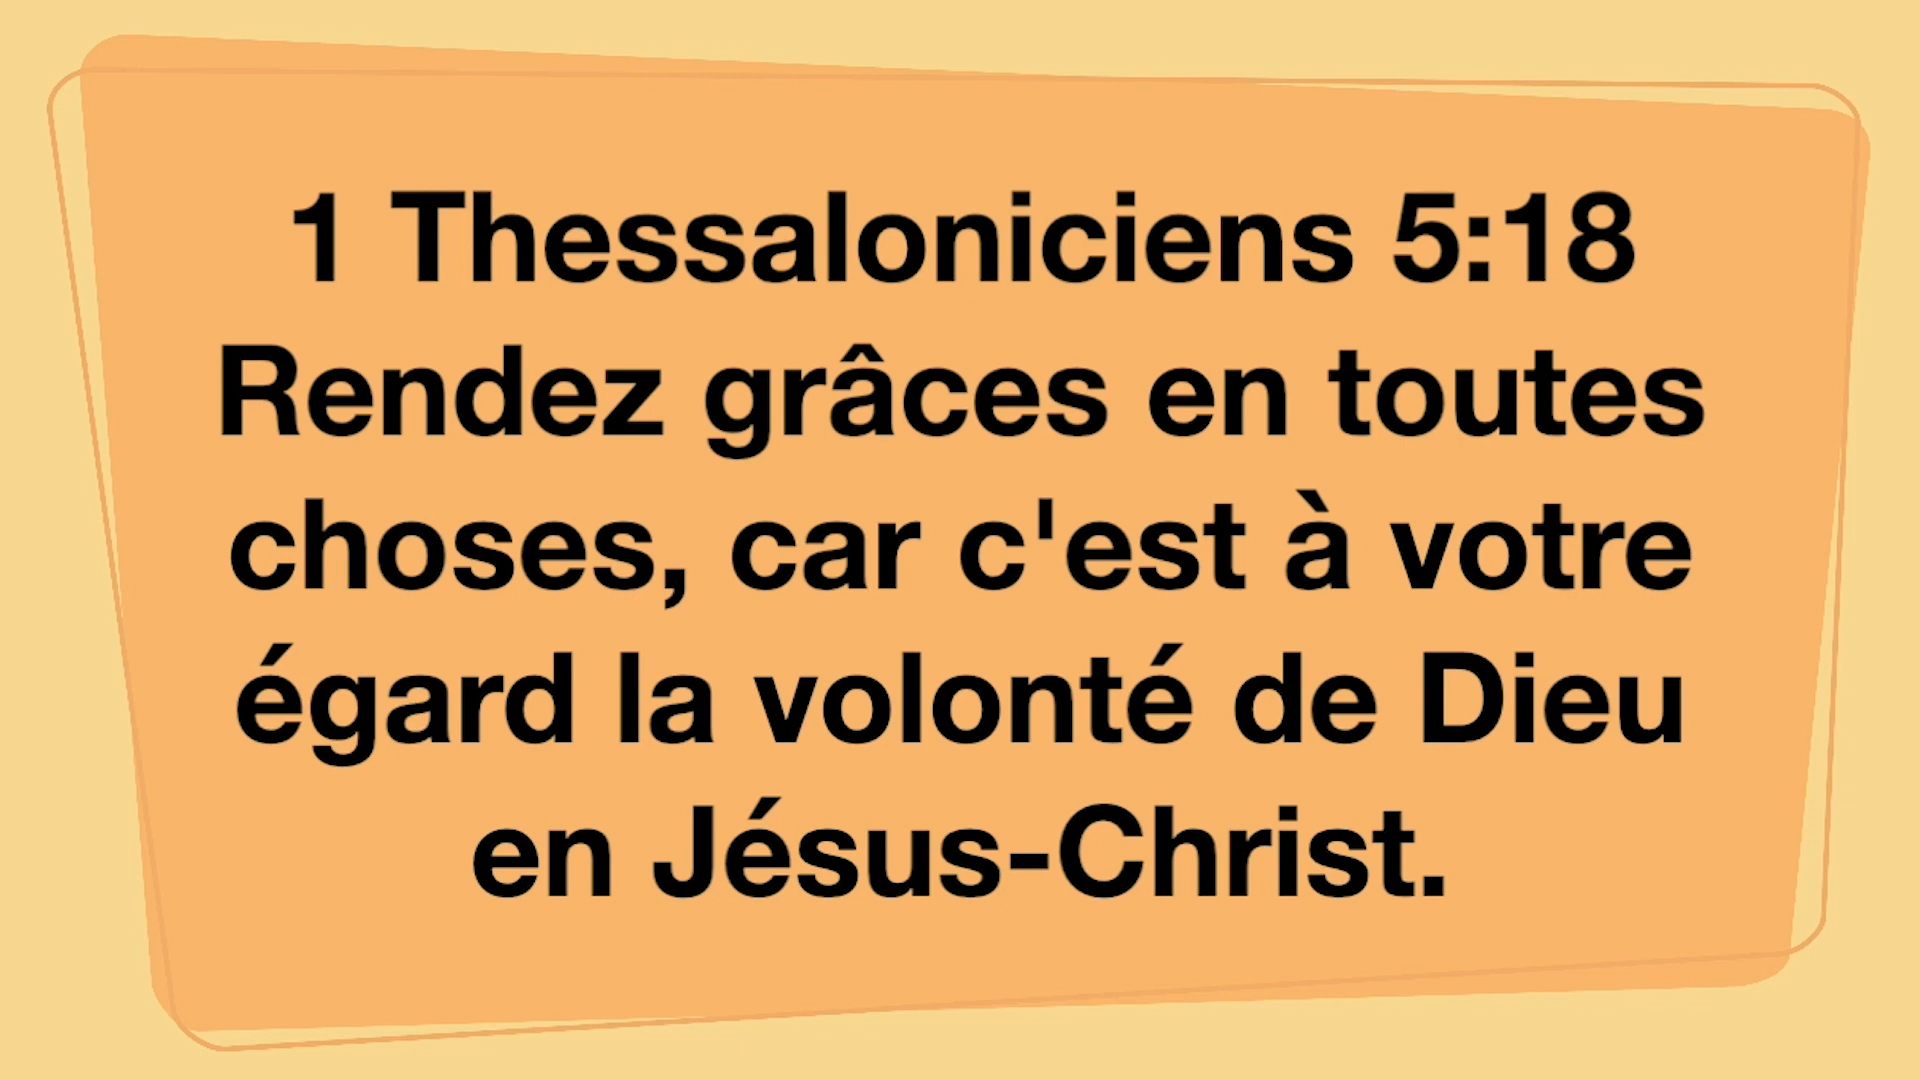 1 Thessaloniciens 5:18
Rendez grâces en toutes
choses, car c'est à votre
égard la volonté de Dieu
en Jésus-Christ.